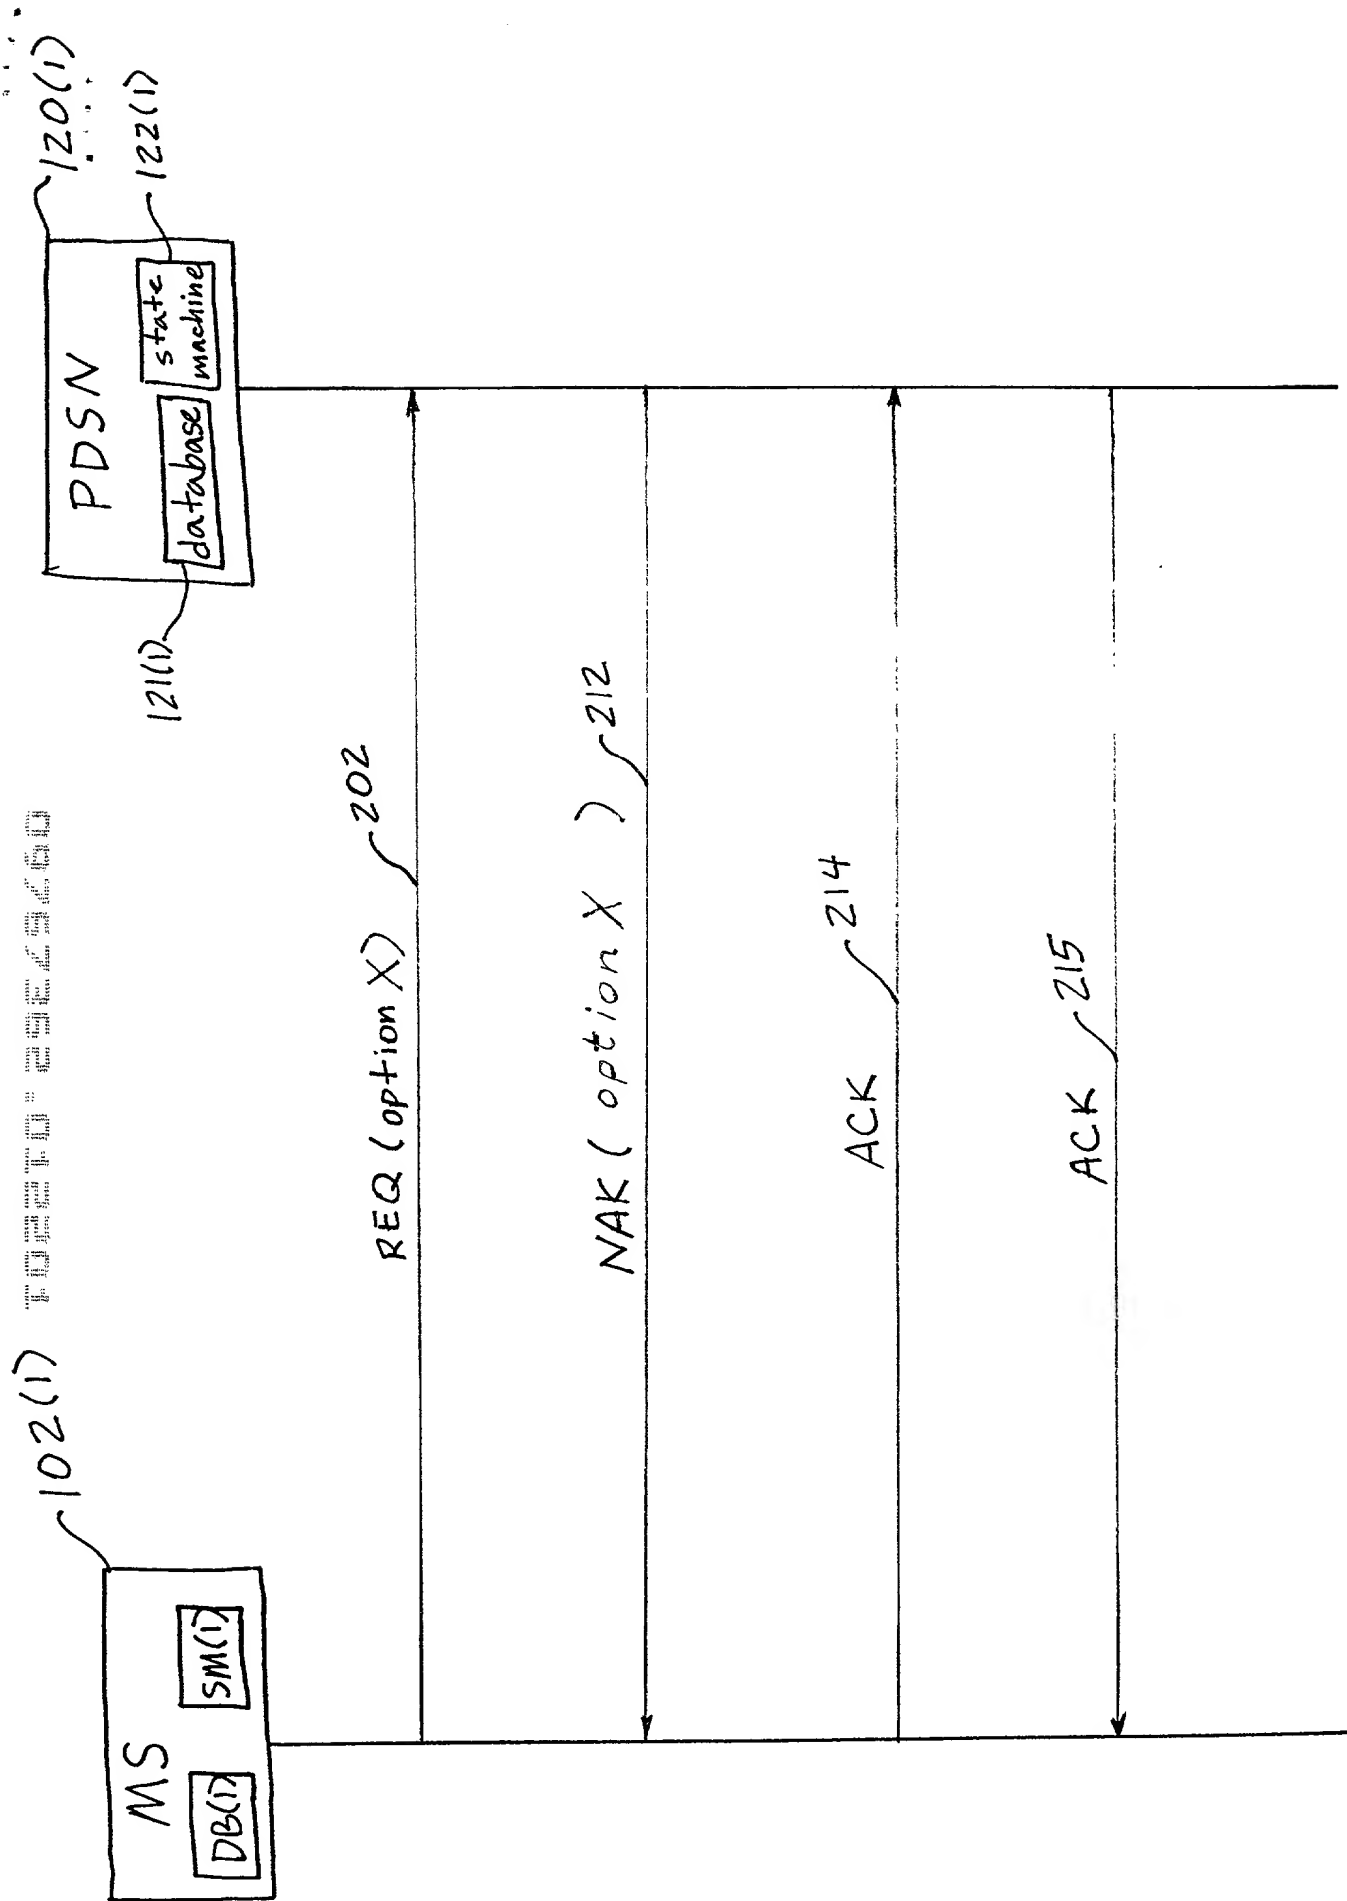 102(1)
120(1)
MS
DB(1)
SM(1)
PDSN
121(1)
database
state
machine
122(1)
REQ (option X)
202
NAK (option X )
212
ACK
214
ACK
215